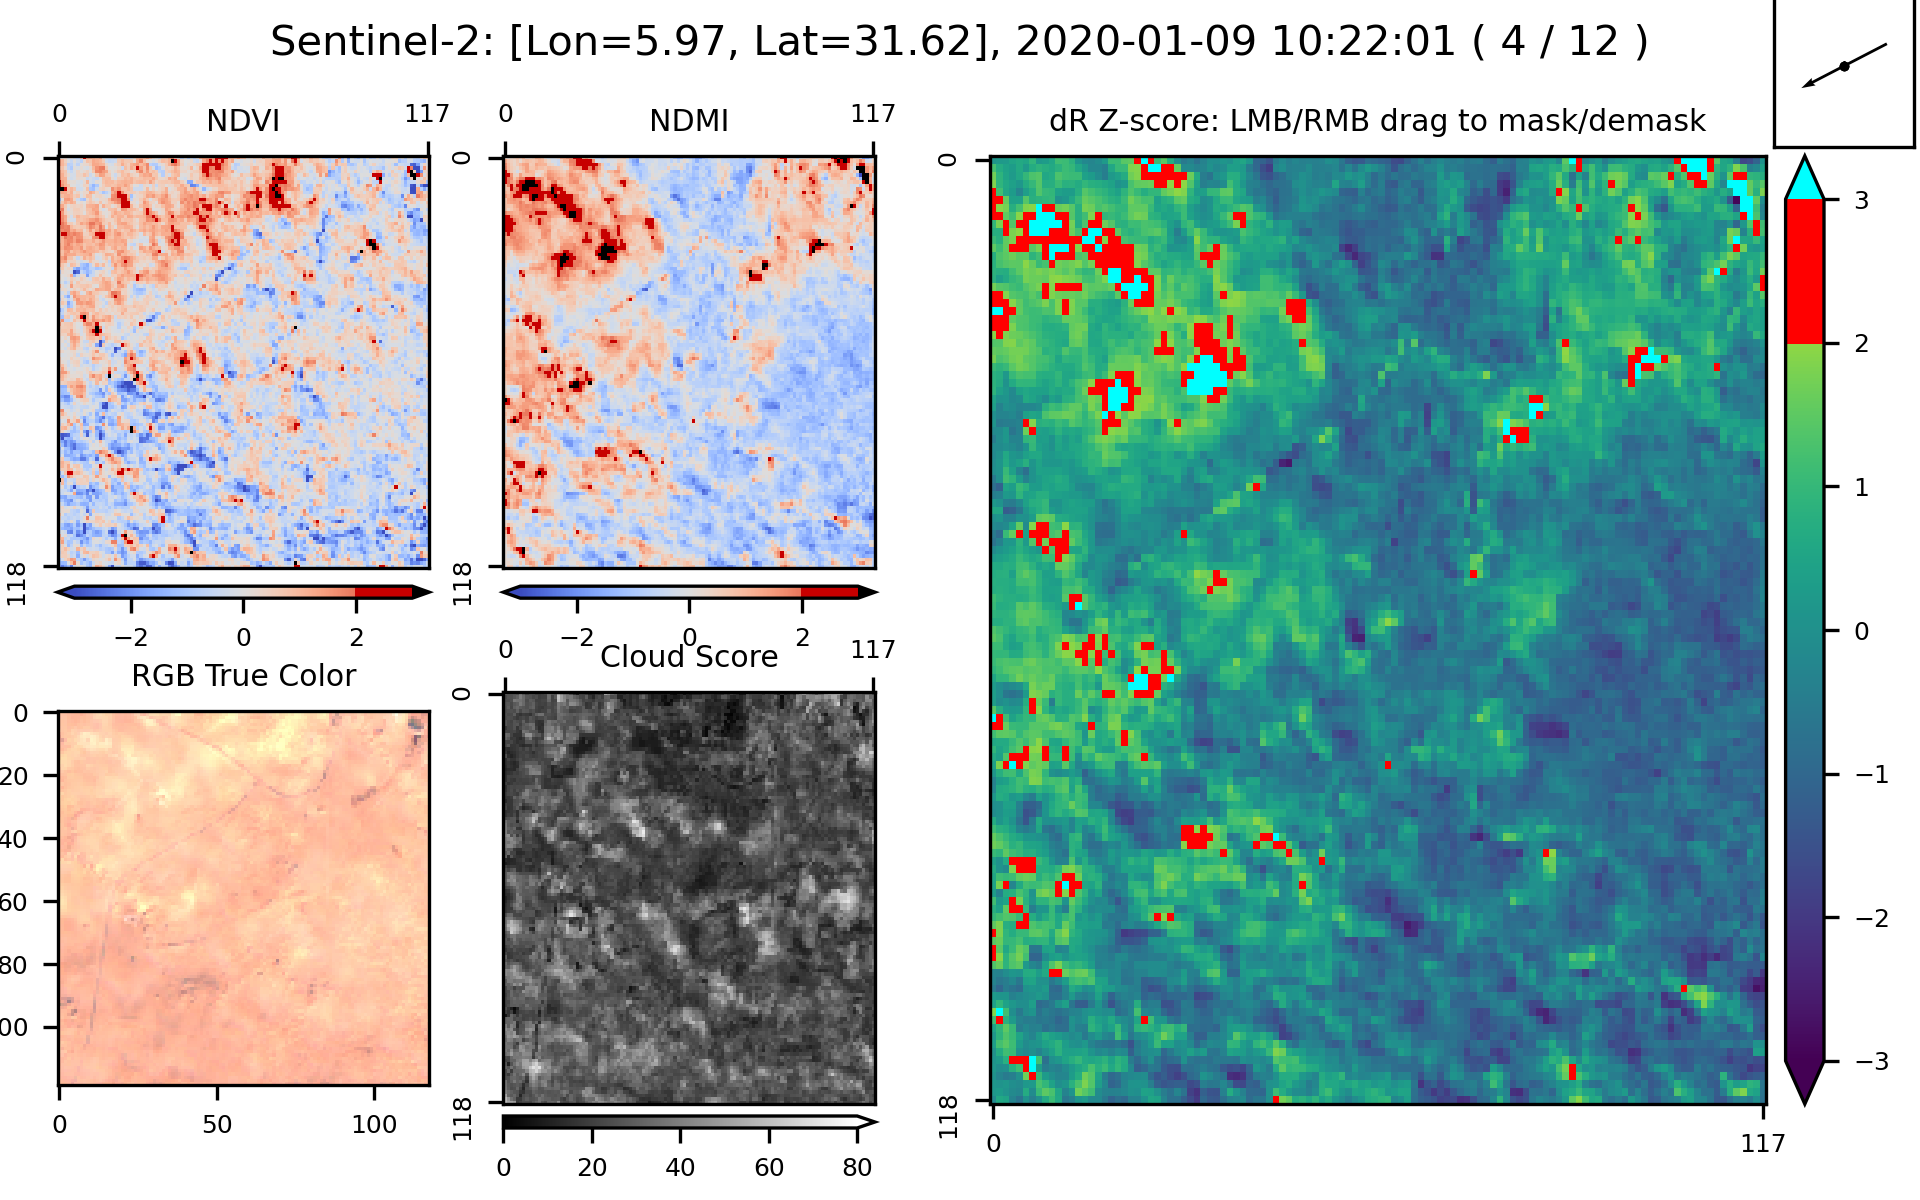 Sentinel-2: [Lon=5.97, Lat=31.62], 2020-01-09 10:22:01 ( 4 / 12 )
NDVI
0 117
0
118
−2 0 2
NDMI
0 117
0
118
−2 0 2
dR Z-score: LMB/RMB drag to mask/demask
0
118
0 117
3
2
1
0
−1
−2
−3
RGB True Color
0
20
40
60
80
00
0 50 100
Cloud Score
0 117
0
118
0 20 40 60 80